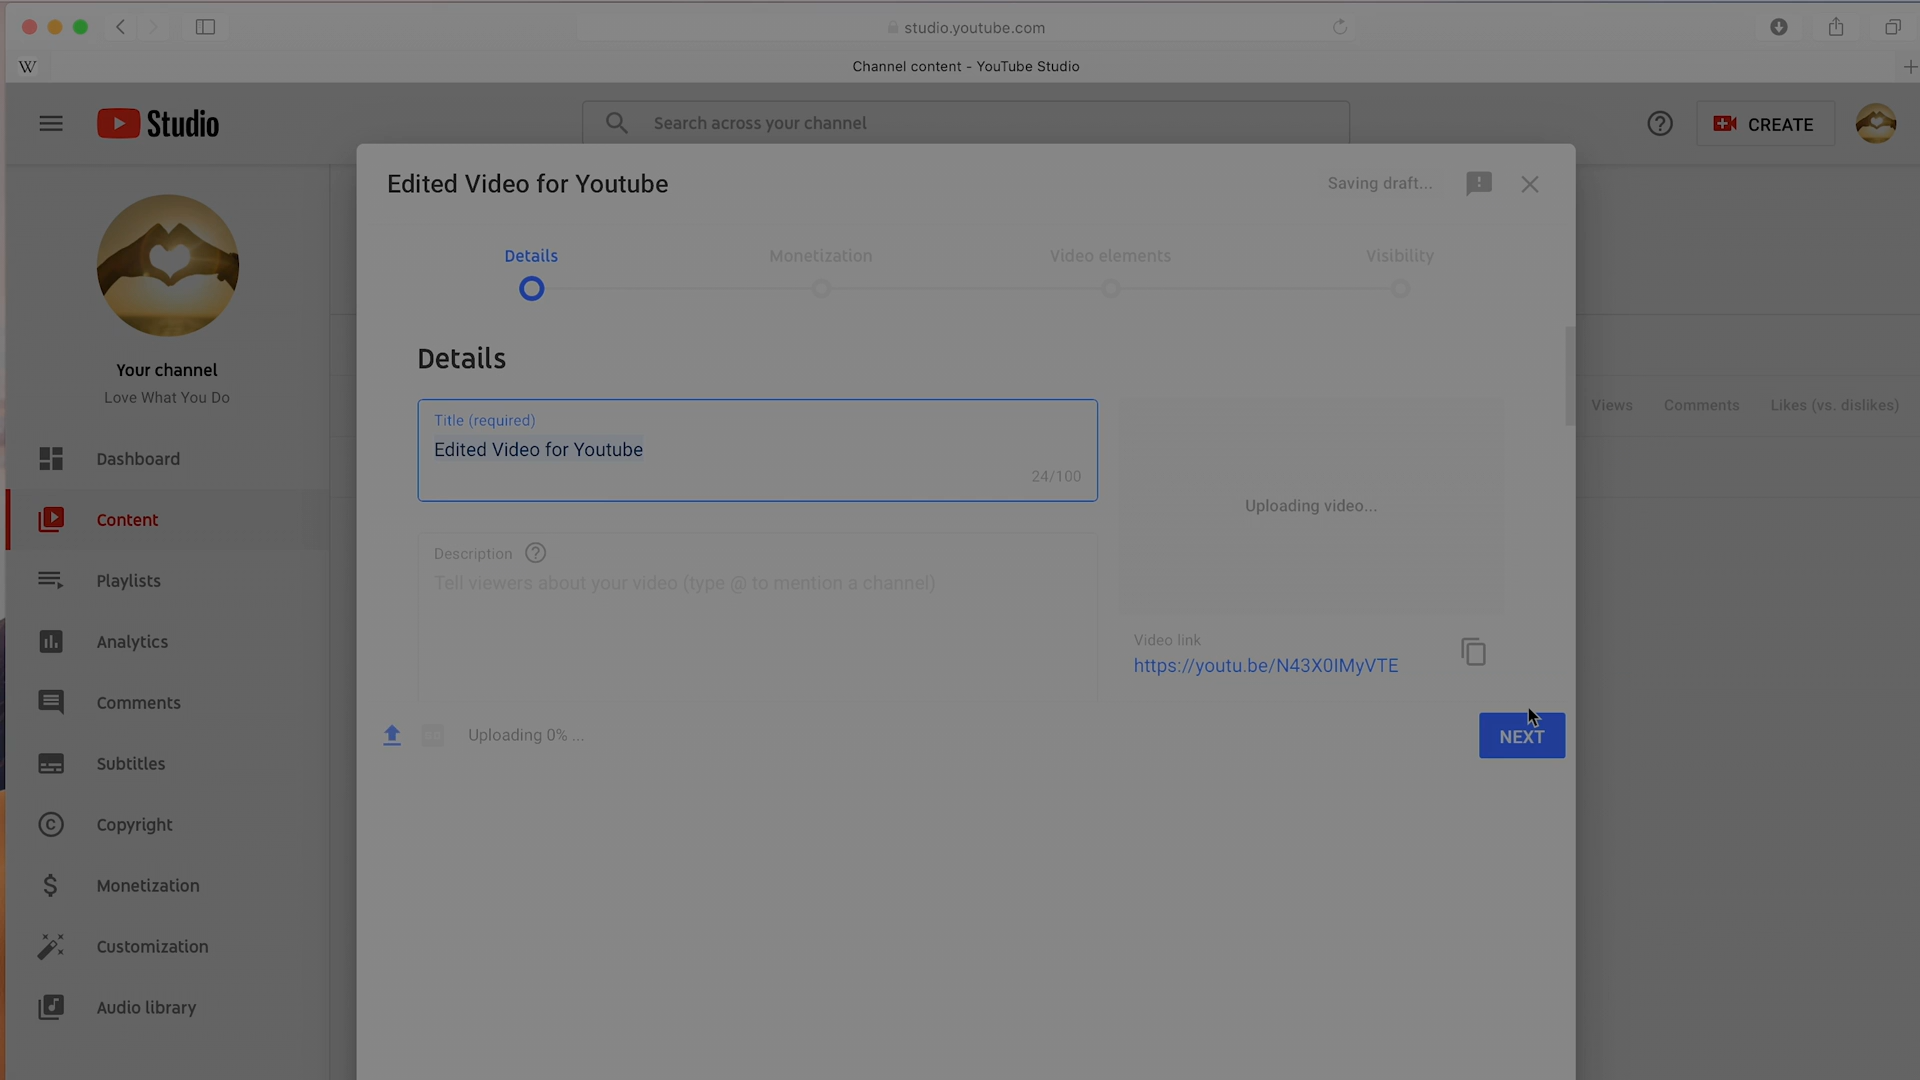 studio.youtube.com
W
Channel content - YouTube Studio
Studio
Search across your channel
CREATE
Edited Video for Youtube
Saving draft...
Details
Monetization
Video elements
Visibility
Your channel
Love What You Do
Details
Title (required)
Edited Video for Youtube
24/100
Views
Comments
Likes (vs. dislikes)
Dashboard
Content
Playlists
Analytics
Comments
Subtitles
Copyright
Monetization
Customization
Audio library
Uploading video...
Description
Tell viewers about your video (type @ to mention a channel)
Video link
https://youtu.be/N43X0IMyVTE
Uploading 0% ...
NEXT